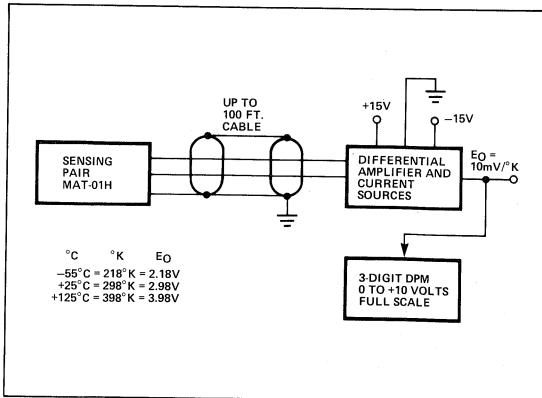 UP TO
100 FT.
CABLE
+15V
−15V
SENSING
PAIR
MAT-01H
DIFFERENTIAL
AMPLIFIER AND
CURRENT
SOURCES
EO =
10mV/°K
°C °K EO
−55°C = 218°K = 2.18V
+25°C = 298°K = 2.98V
+125°C = 398°K = 3.98V
3-DIGIT DPM
0 TO +10 VOLTS
FULL SCALE